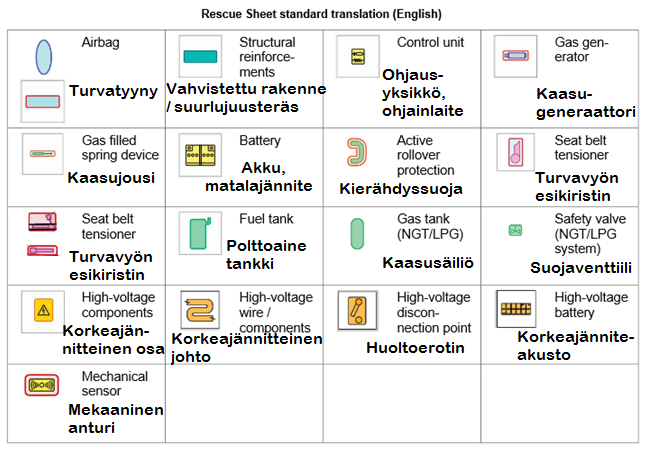 Rescue Sheet standard translation (English)
Airbag
Turvatyyny
Structural
reinforce-
ments
Vahvistettu rakenne
/ suurlujuusteräs
Control unit
Ohjaus-
yksikkö,
ohjainlaite
Gas gen-
erator
Kaasu-
generaattori
Gas filled
spring device
Kaasujousi
Battery
Akku,
matalajännite
Active
rollover
protection
Kierähdyssuoja
Seat belt
tensioner
Turvavyön
esikiristin
Seat belt
tensioner
Turvavyön
esikiristin
Fuel tank
Polttoaine
tankki
Gas tank
(NGT/LPG)
Kaasusäiliö
Safety valve
(NGT/LPG
system)
Suojaventtiili
High-voltage
components
Korkeajän-
nitteinen osa
High-voltage
wire /
components
Korkeajännitteinen
johto
High-voltage
discon-
nection point
Huoltoerotin
High-voltage
battery
Korkeajännite-
akusto
Mechanical
sensor
Mekaaninen
anturi